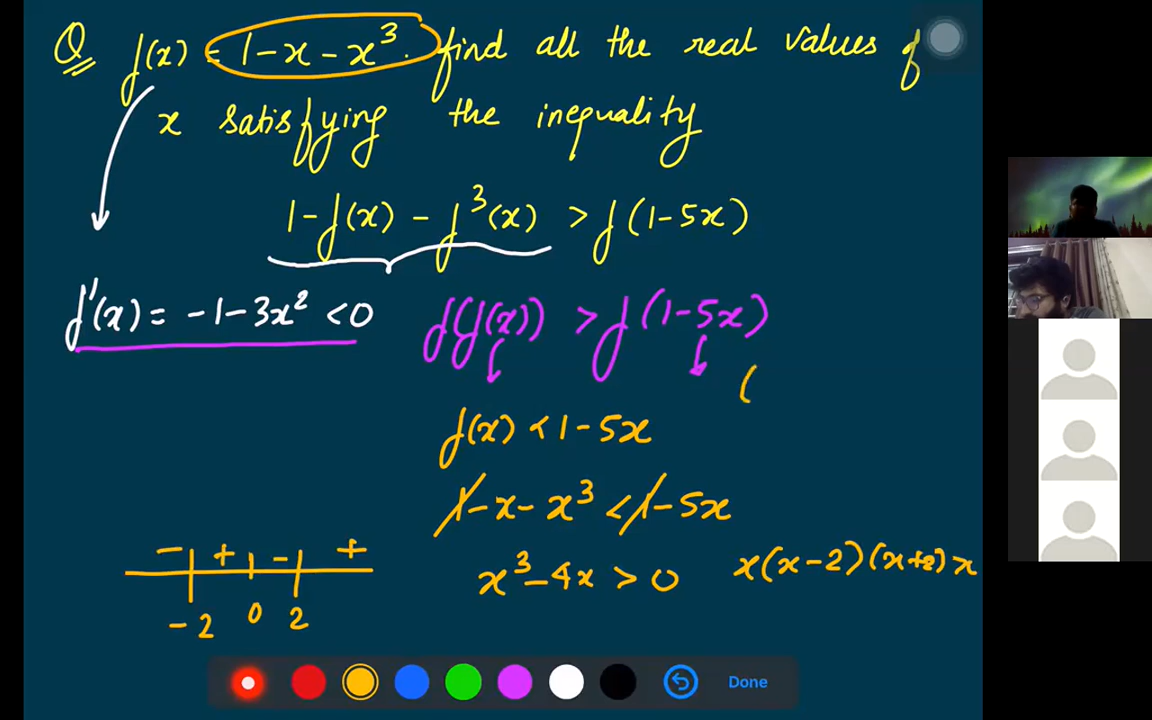 Q f(x) = 1-x-x³. find all the real values of
x satisfying the inequality
1-f(x) - f³(x) > f(1-5x)
f'(x) = -1-3x² < 0
f(f(x)) > f(1-5x)
(
f(x) < 1-5x
1-x-x³ < 1-5x
x³-4x > 0
x(x-2)(x+2) >
- + - +
-2 0 2
Done